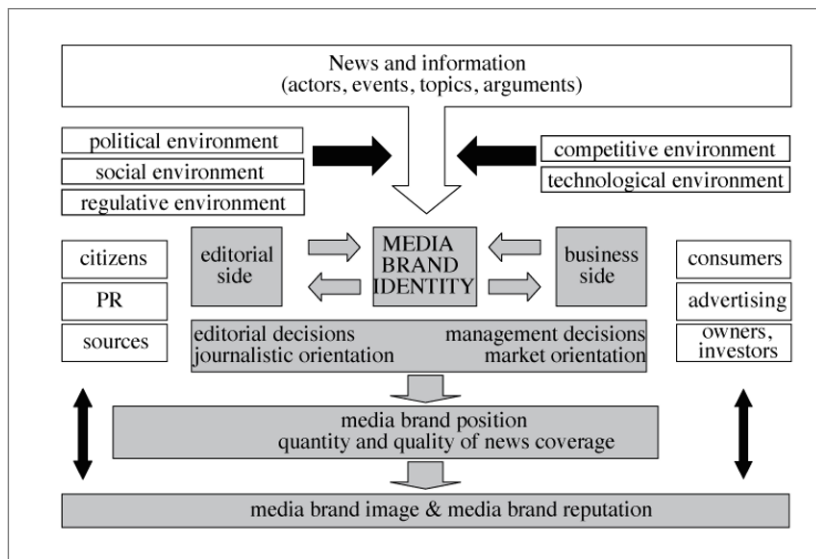 News and information
(actors, events, topics, arguments)
political environment
social environment
regulative environment
competitive environment
technological environment
citizens
PR
sources
editorial
side
MEDIA
BRAND
IDENTITY
business
side
consumers
advertising
owners,
investors
editorial decisions
journalistic orientation
management decisions
market orientation
media brand position
quantity and quality of news coverage
media brand image & media brand reputation